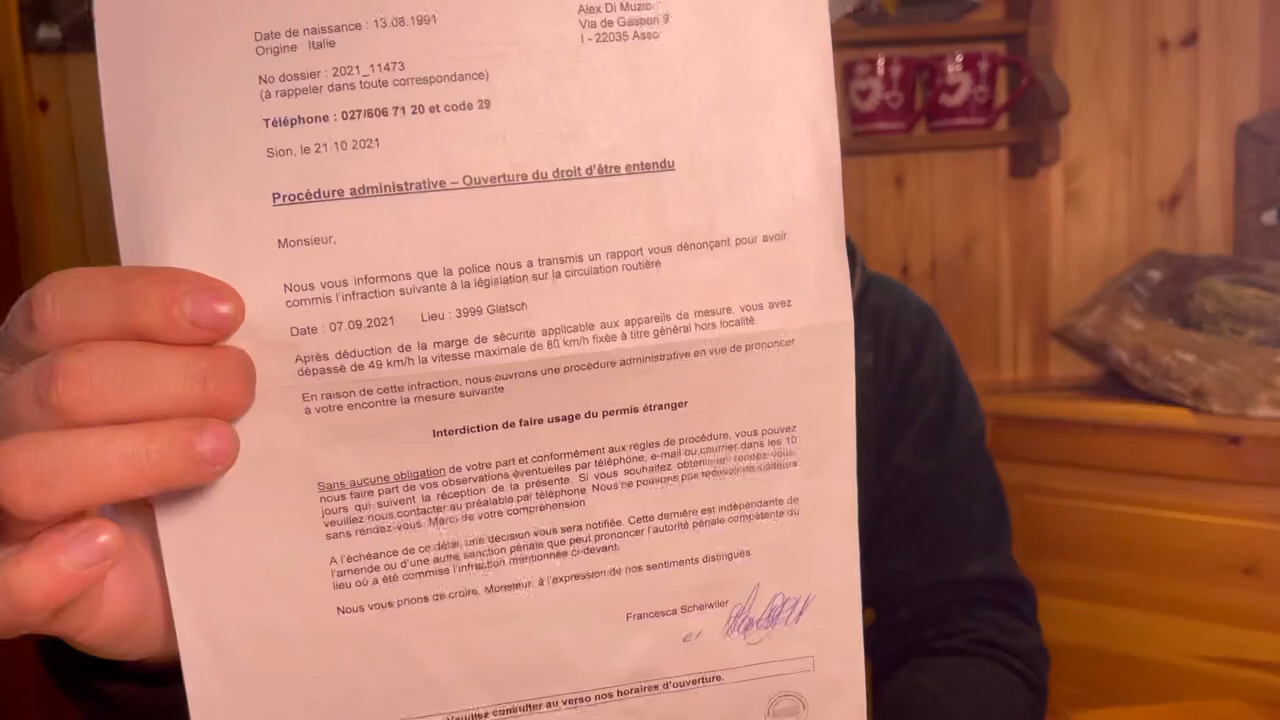 Date de naissance : 13.08.1991
Origine Italie
Alex Di Muzio
Via de Gasperi 9
I - 22035 Asso
No dossier : 2021_11473
(à rappeler dans toute correspondance)
Téléphone : 027/606 71 20 et code 29
Sion, le 21 10 2021
Procédure administrative – Ouverture du droit d'être entendu
Monsieur,
Nous vous informons que la police nous a transmis un rapport vous dénonçant pour avoir
commis l'infraction suivante à la législation sur la circulation routière
Date : 07.09.2021 Lieu : 3999 Gletsch
Après déduction de la marge de sécurité applicable aux appareils de mesure, vous avez
dépassé de 49 km/h la vitesse maximale de 80 km/h fixée à titre général hors localité.
En raison de cette infraction, nous ouvrons une procédure administrative en vue de prononcer
à votre encontre la mesure suivante
Interdiction de faire usage du permis étranger
Sans aucune obligation de votre part et conformément aux règles de procédure, vous pouvez
nous faire part de vos observations éventuelles par téléphone, e-mail ou courrier dans les 10
jours qui suivent la réception de la présente. Si vous souhaitez obtenir un rendez-vous,
veuillez nous contacter au préalable par téléphone. Nous ne pouvons pas recevoir de visiteurs
sans rendez-vous. Merci de votre compréhension
A l'échéance de ce délai, une décision vous sera notifiée. Cette dernière est indépendante de
l'amende ou d'une autre sanction pénale que peut prononcer l'autorité pénale compétente du
lieu où a été commise l'infraction mentionnée ci-devant.
Nous vous prions de croire, Monsieur, à l'expression de nos sentiments distingués
Francesca Scheiwiler
Veuillez consulter au verso nos horaires d'ouverture.